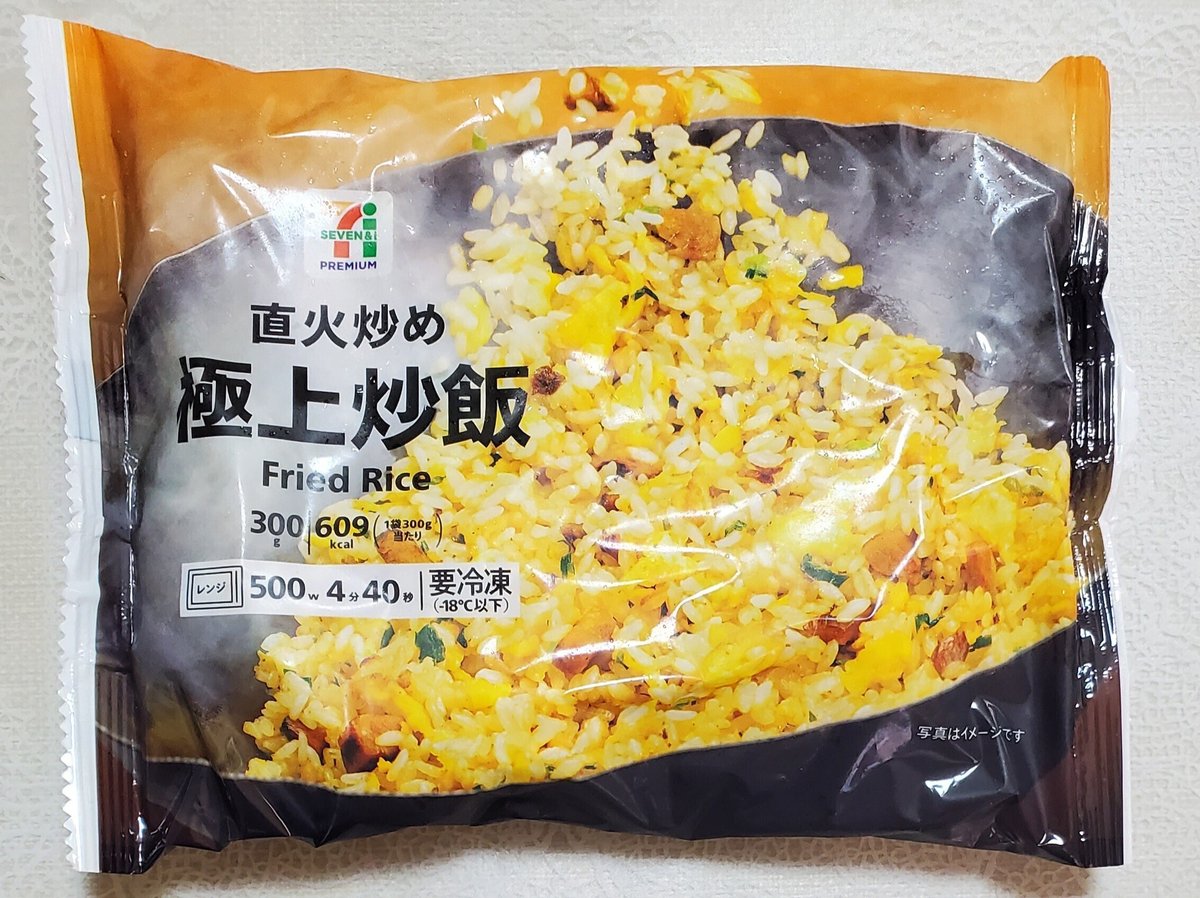 SEVEN&i
PREMIUM
直火炒め
極上炒飯
Fried Rice
300g 609kcal (1袋300g当たり)
レンジ 500w 4分40秒 要冷凍(-18℃以下)
写真はイメージです